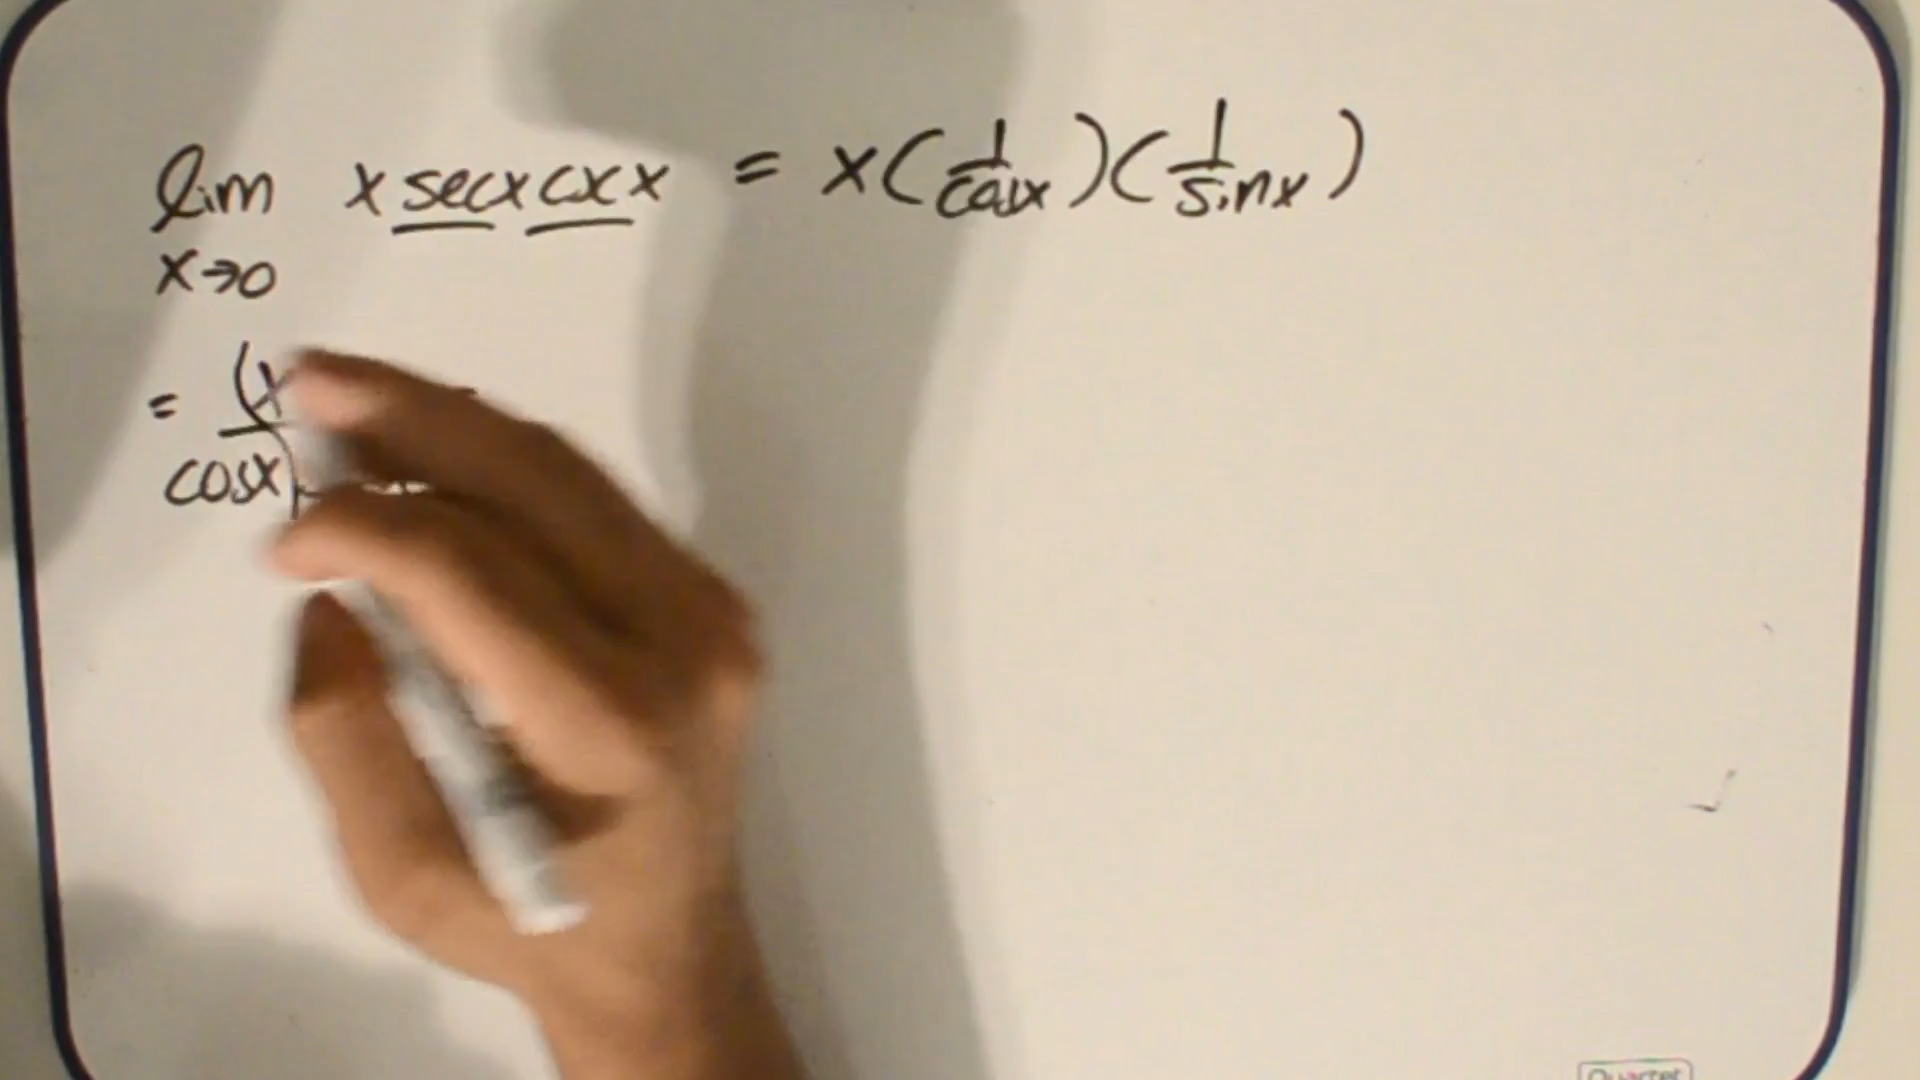 lim x secx cscx = x(1/cosx)(1/sinx)
x→0
= (x
cosx)